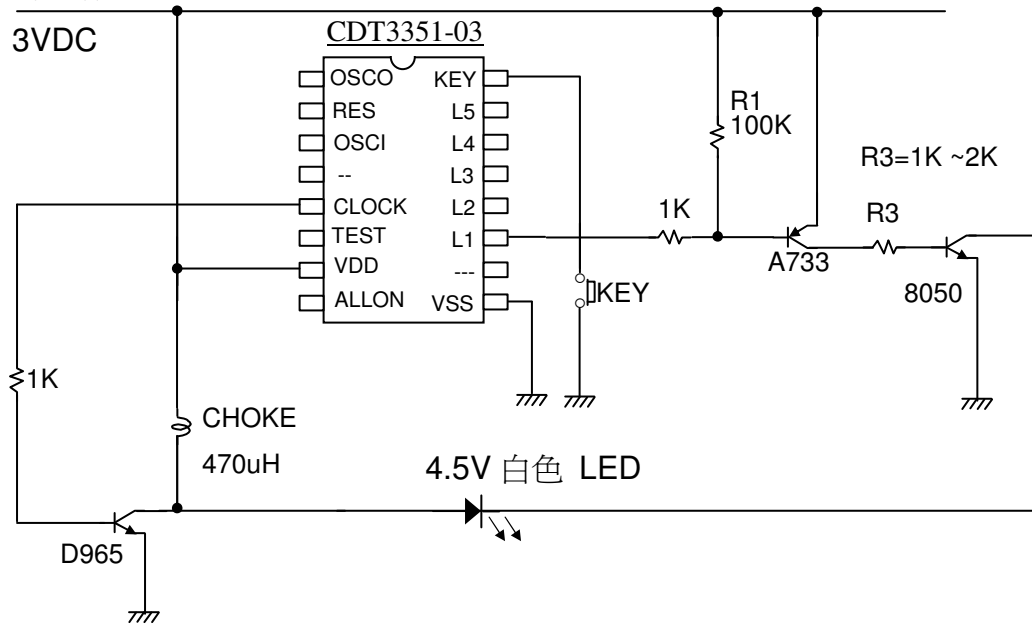 3VDC
CDT3351-03
OSCO
RES
OSCI
--
CLOCK
TEST
VDD
ALLON
KEY
L5
L4
L3
L2
L1
---
VSS
R1
100K
R3=1K ~2K
1K
R3
A733
8050
KEY
1K
CHOKE
470uH
4.5V 白色 LED
D965